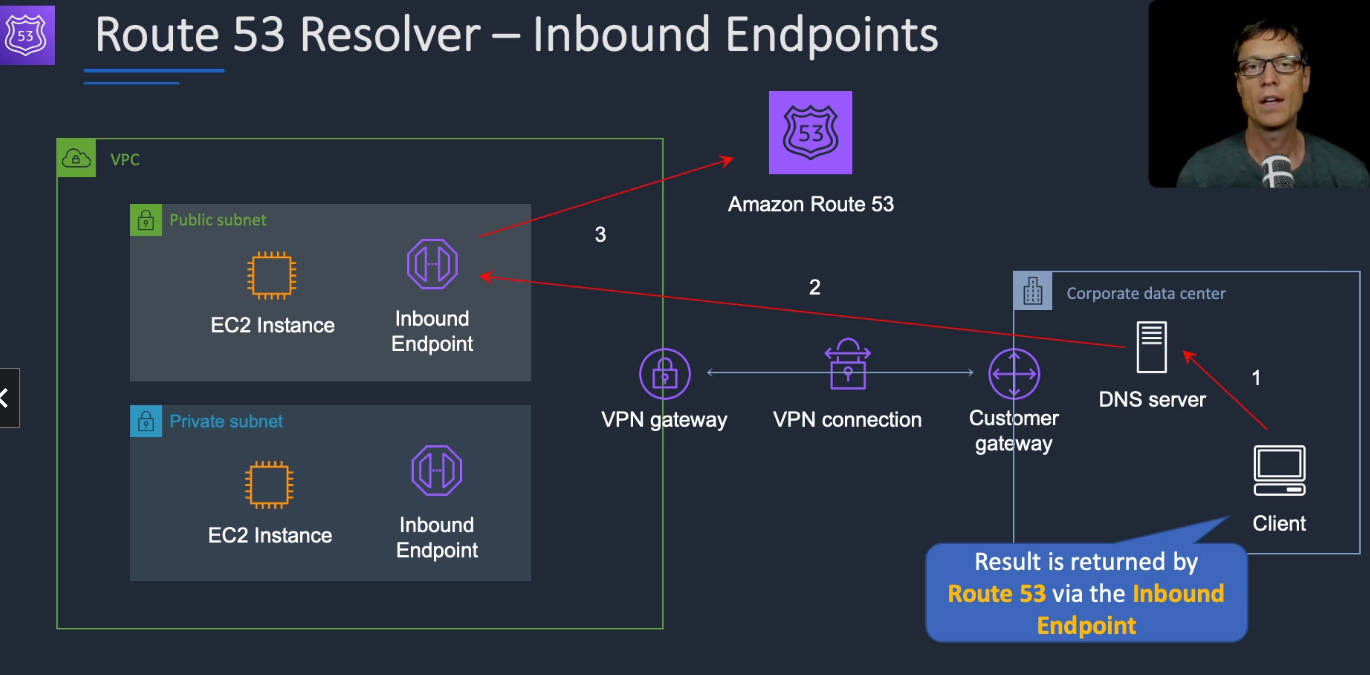 53
Route 53 Resolver – Inbound Endpoints
53
VPC
Amazon Route 53
Public subnet
3
EC2 Instance
Inbound
Endpoint
2
Corporate data center
1
DNS server
VPN gateway
VPN connection
Customer
gateway
Private subnet
EC2 Instance
Inbound
Endpoint
Client
Result is returned by
Route 53 via the Inbound
Endpoint